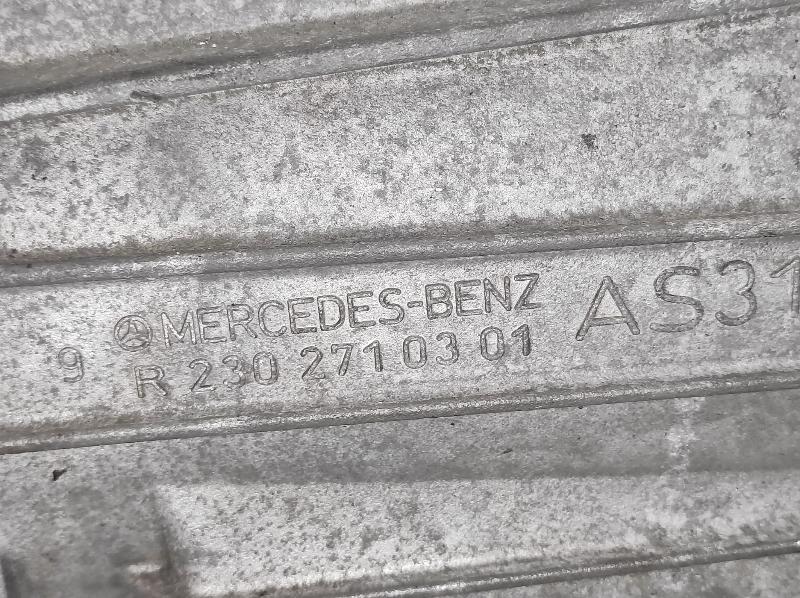 MERCEDES-BENZ
9 R 230 271 03 01
AS31